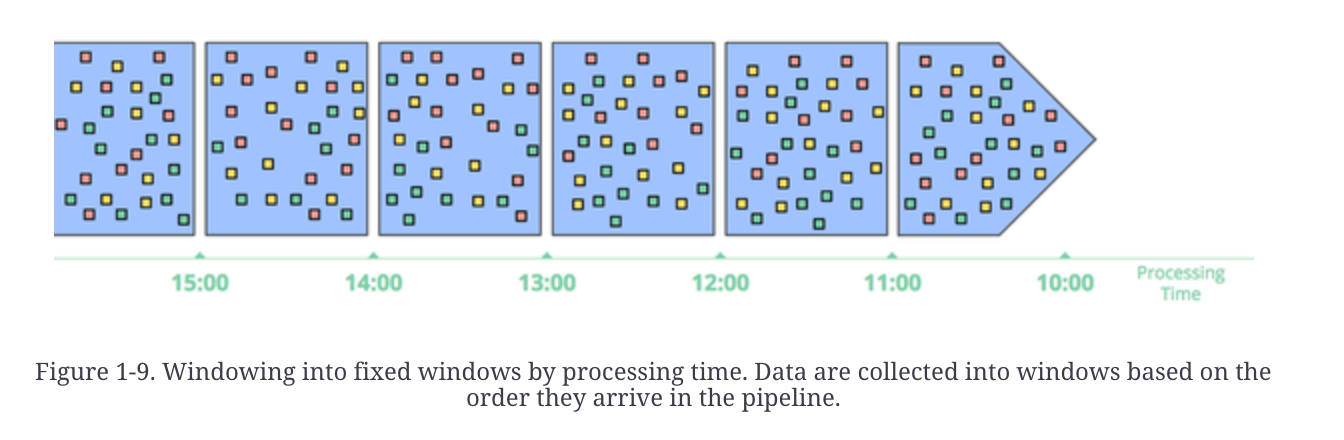 15:00 14:00 13:00 12:00 11:00 10:00 Processing
Time
Figure 1-9. Windowing into fixed windows by processing time. Data are collected into windows based on the
order they arrive in the pipeline.